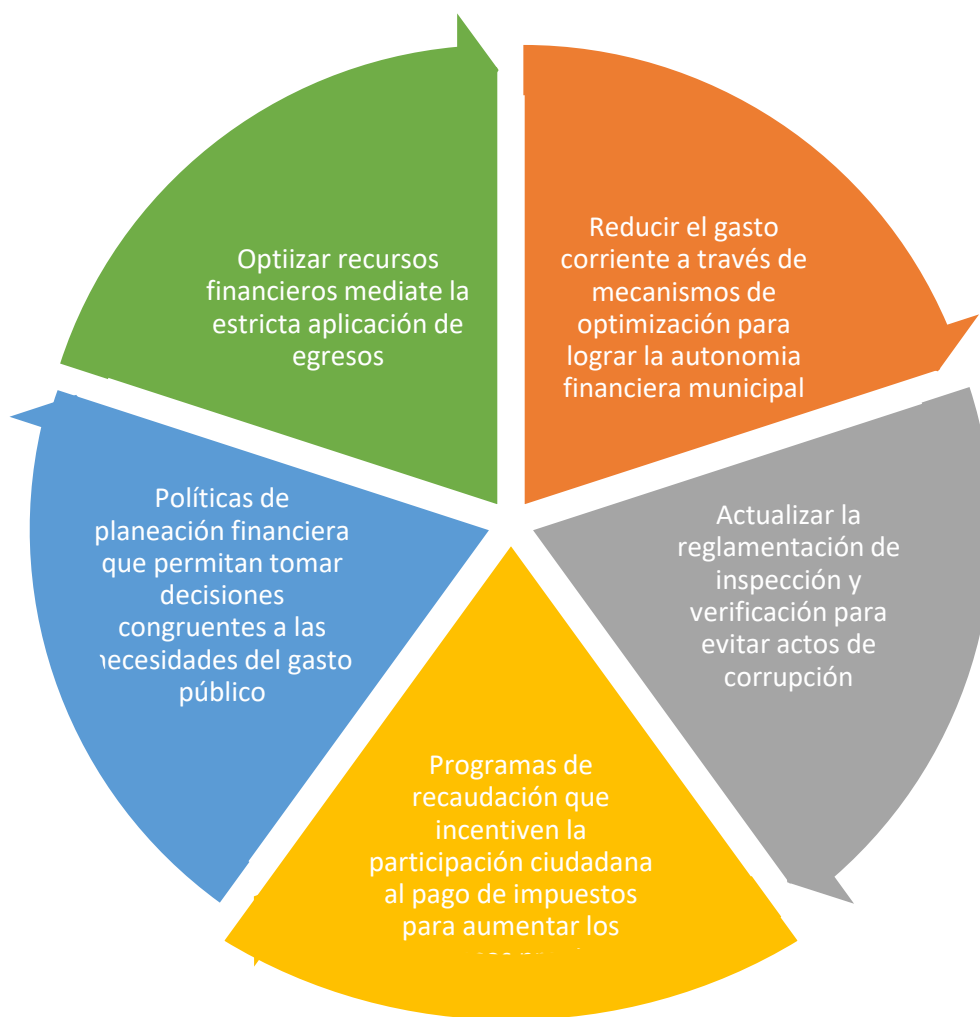 Reducir el gasto
corriente a través de
mecanismos de
optimización para
lograr la autonomia
financiera municipal
Actualizar la
reglamentación de
inspección y
verificación para
evitar actos de
corrupción
Programas de
recaudación que
incentiven la
participación ciudadana
al pago de impuestos
para aumentar los
Políticas de
planeación financiera
que permitan tomar
decisiones
congruentes a las
necesidades del gasto
público
Optiizar recursos
financieros mediate la
estricta aplicación de
egresos